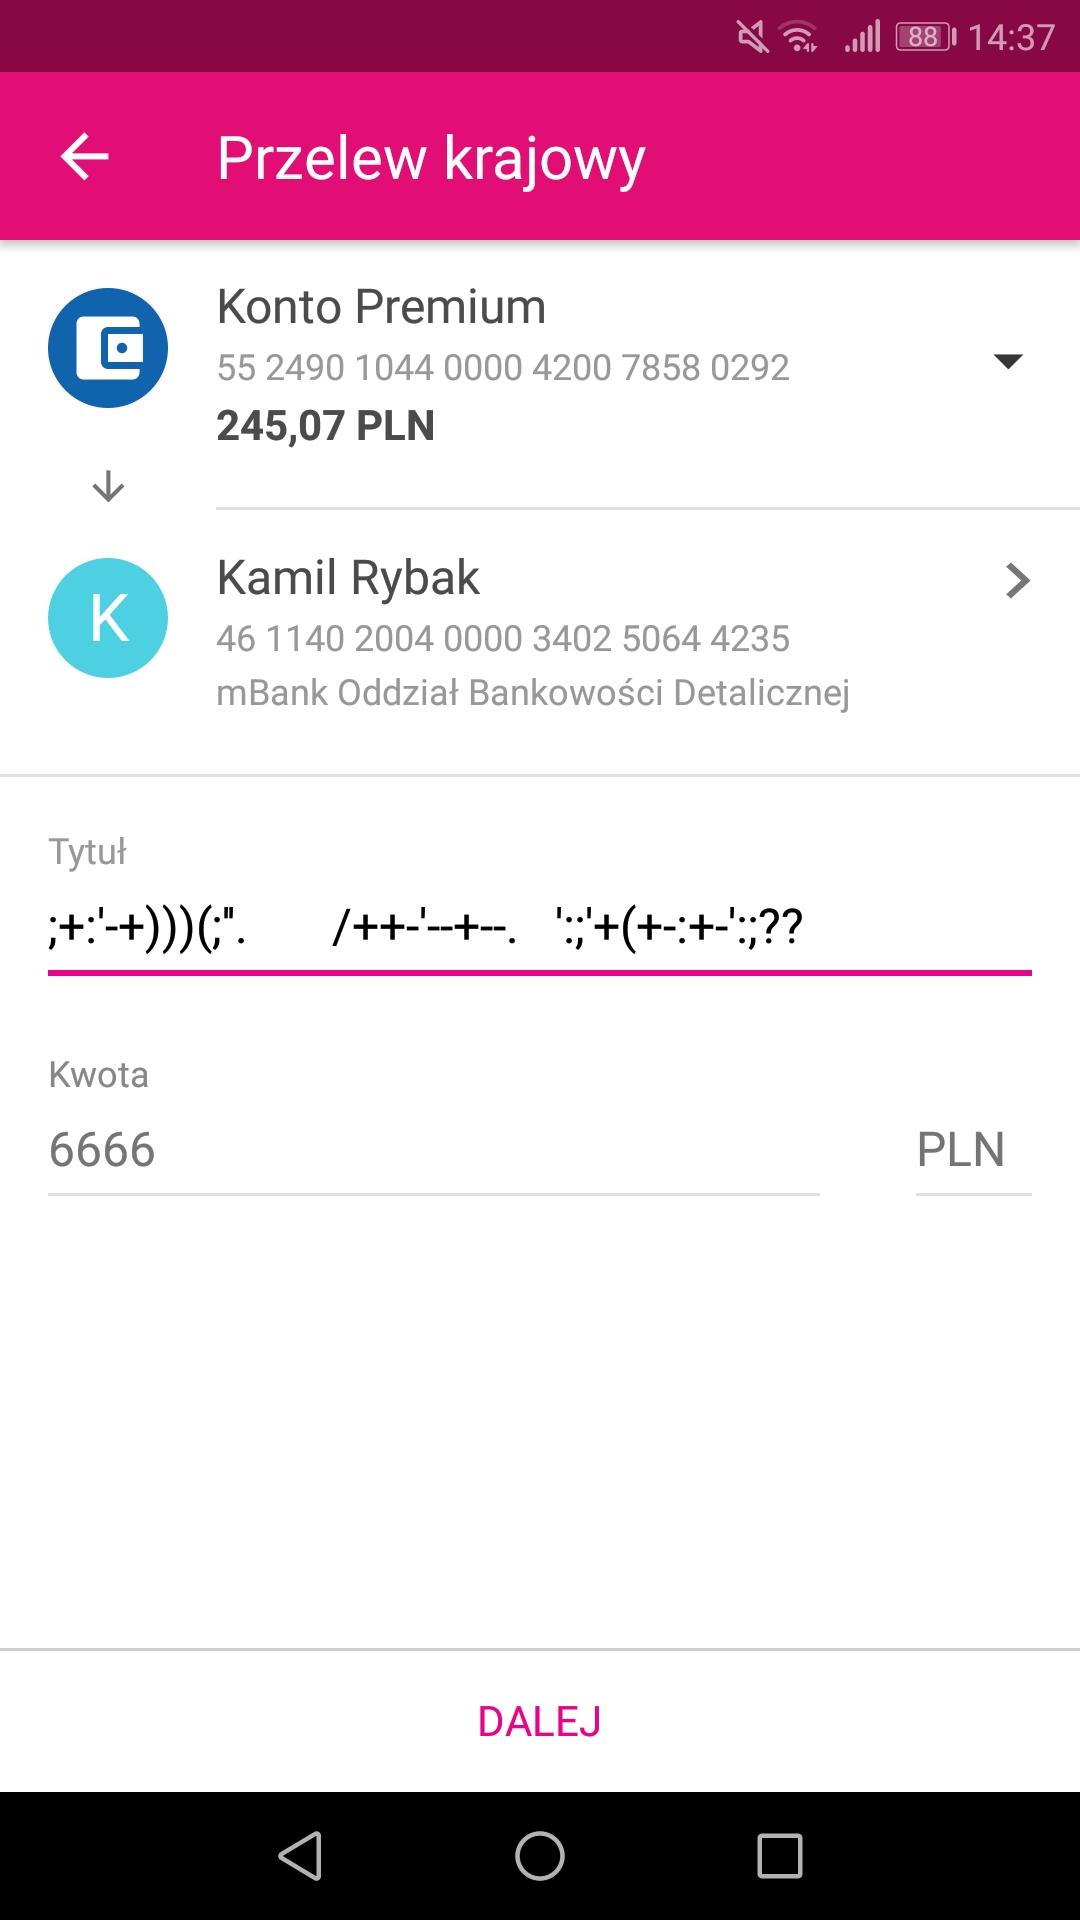 88 14:37
Przelew krajowy
Konto Premium
55 2490 1044 0000 4200 7858 0292
245,07 PLN
K
Kamil Rybak
46 1140 2004 0000 3402 5064 4235
mBank Oddział Bankowości Detalicznej
Tytuł
;+:'-+)))(;". /++-'--+--. ':;'+(+-:+-':;??
Kwota
6666 PLN
DALEJ